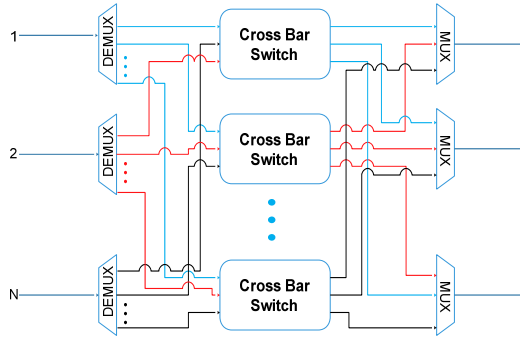 1
DEMUX
Cross Bar
Switch
MUX
2
DEMUX
Cross Bar
Switch
MUX
N
DEMUX
Cross Bar
Switch
MUX